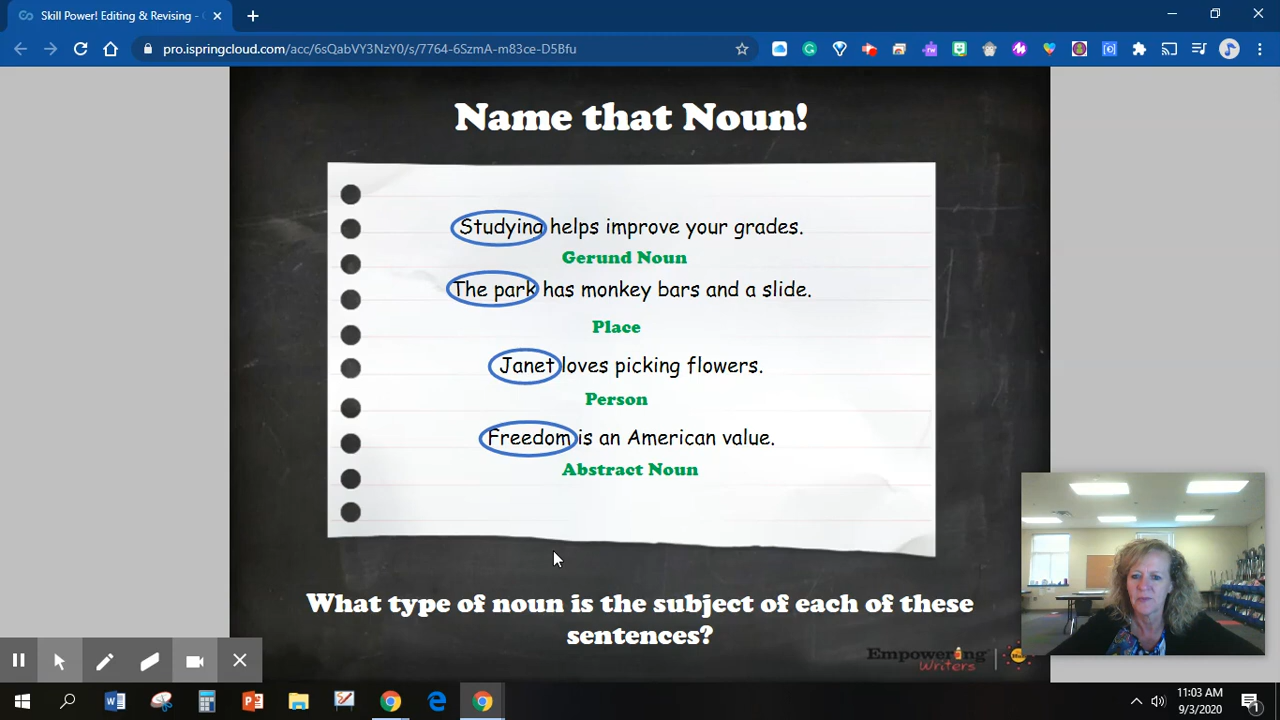 Skill Power! Editing & Revising -
pro.ispringcloud.com/acc/6sQabVY3NzY0/s/7764-6SzmA-m83ce-D5Bfu
Name that Noun!
Studying helps improve your grades.
Gerund Noun
The park has monkey bars and a slide.
Place
Janet loves picking flowers.
Person
Freedom is an American value.
Abstract Noun
What type of noun is the subject of each of these
sentences?
Empowering
Writers
11:03 AM
9/3/2020